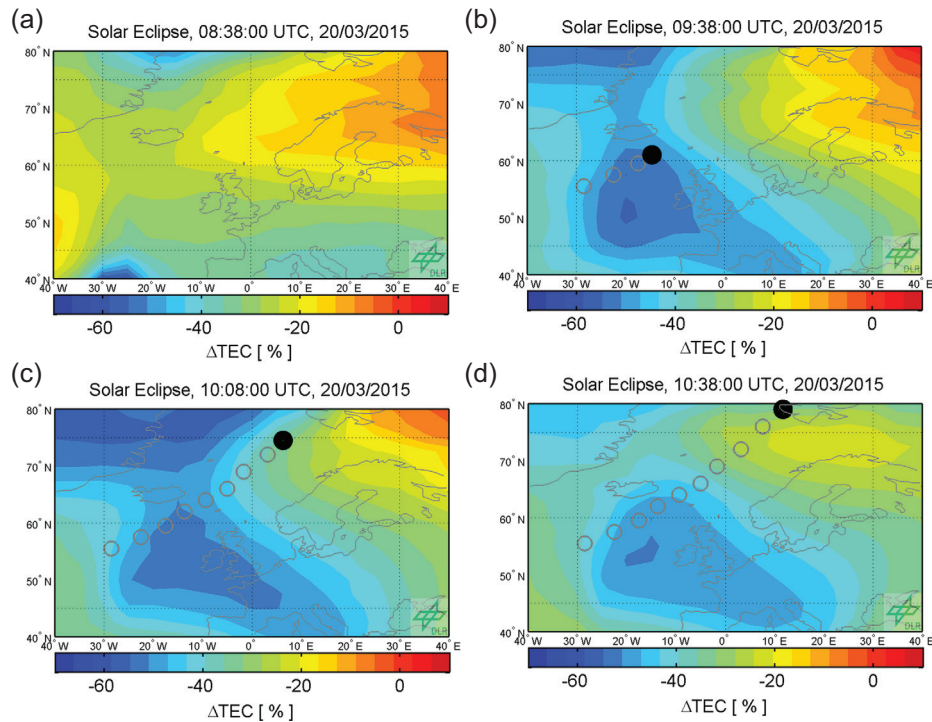 (a)
Solar Eclipse, 08:38:00 UTC, 20/03/2015
80° N
70° N
60° N
50° N
40° N
40° W
30° W
20° W
10° W
0°
10° E
20° E
30° E
40° E
DLR
-60
-40
-20
0
ΔTEC [ % ]
(b)
Solar Eclipse, 09:38:00 UTC, 20/03/2015
80° N
70° N
60° N
50° N
40° N
40° W
30° W
20° W
10° W
0°
10° E
20° E
30° E
40° E
DLR
-60
-40
-20
0
ΔTEC [ % ]
(c)
Solar Eclipse, 10:08:00 UTC, 20/03/2015
80° N
70° N
60° N
50° N
40° N
40° W
30° W
20° W
10° W
0°
10° E
20° E
30° E
40° E
DLR
-60
-40
-20
0
ΔTEC [ % ]
(d)
Solar Eclipse, 10:38:00 UTC, 20/03/2015
80° N
70° N
60° N
50° N
40° N
40° W
30° W
20° W
10° W
0°
10° E
20° E
30° E
40° E
DLR
-60
-40
-20
0
ΔTEC [ % ]